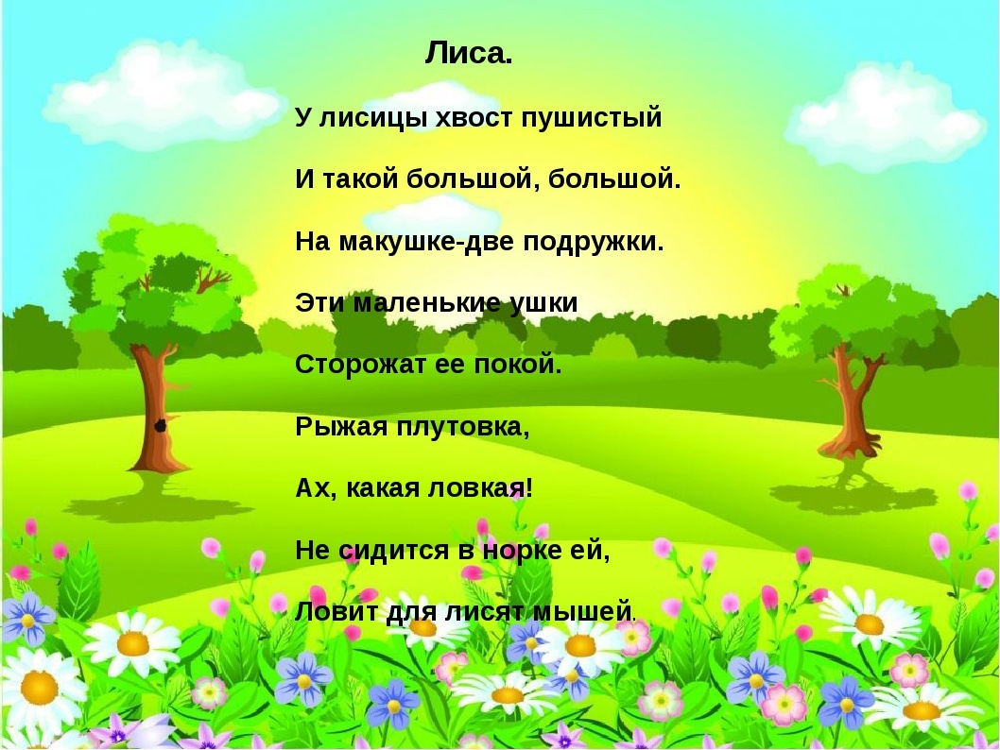 Лиса.
У лисицы хвост пушистый
И такой большой, большой.
На макушке-две подружки.
Эти маленькие ушки
Сторожат ее покой.
Рыжая плутовка,
Ах, какая ловкая!
Не сидится в норке ей,
Ловит для лисят мышей.